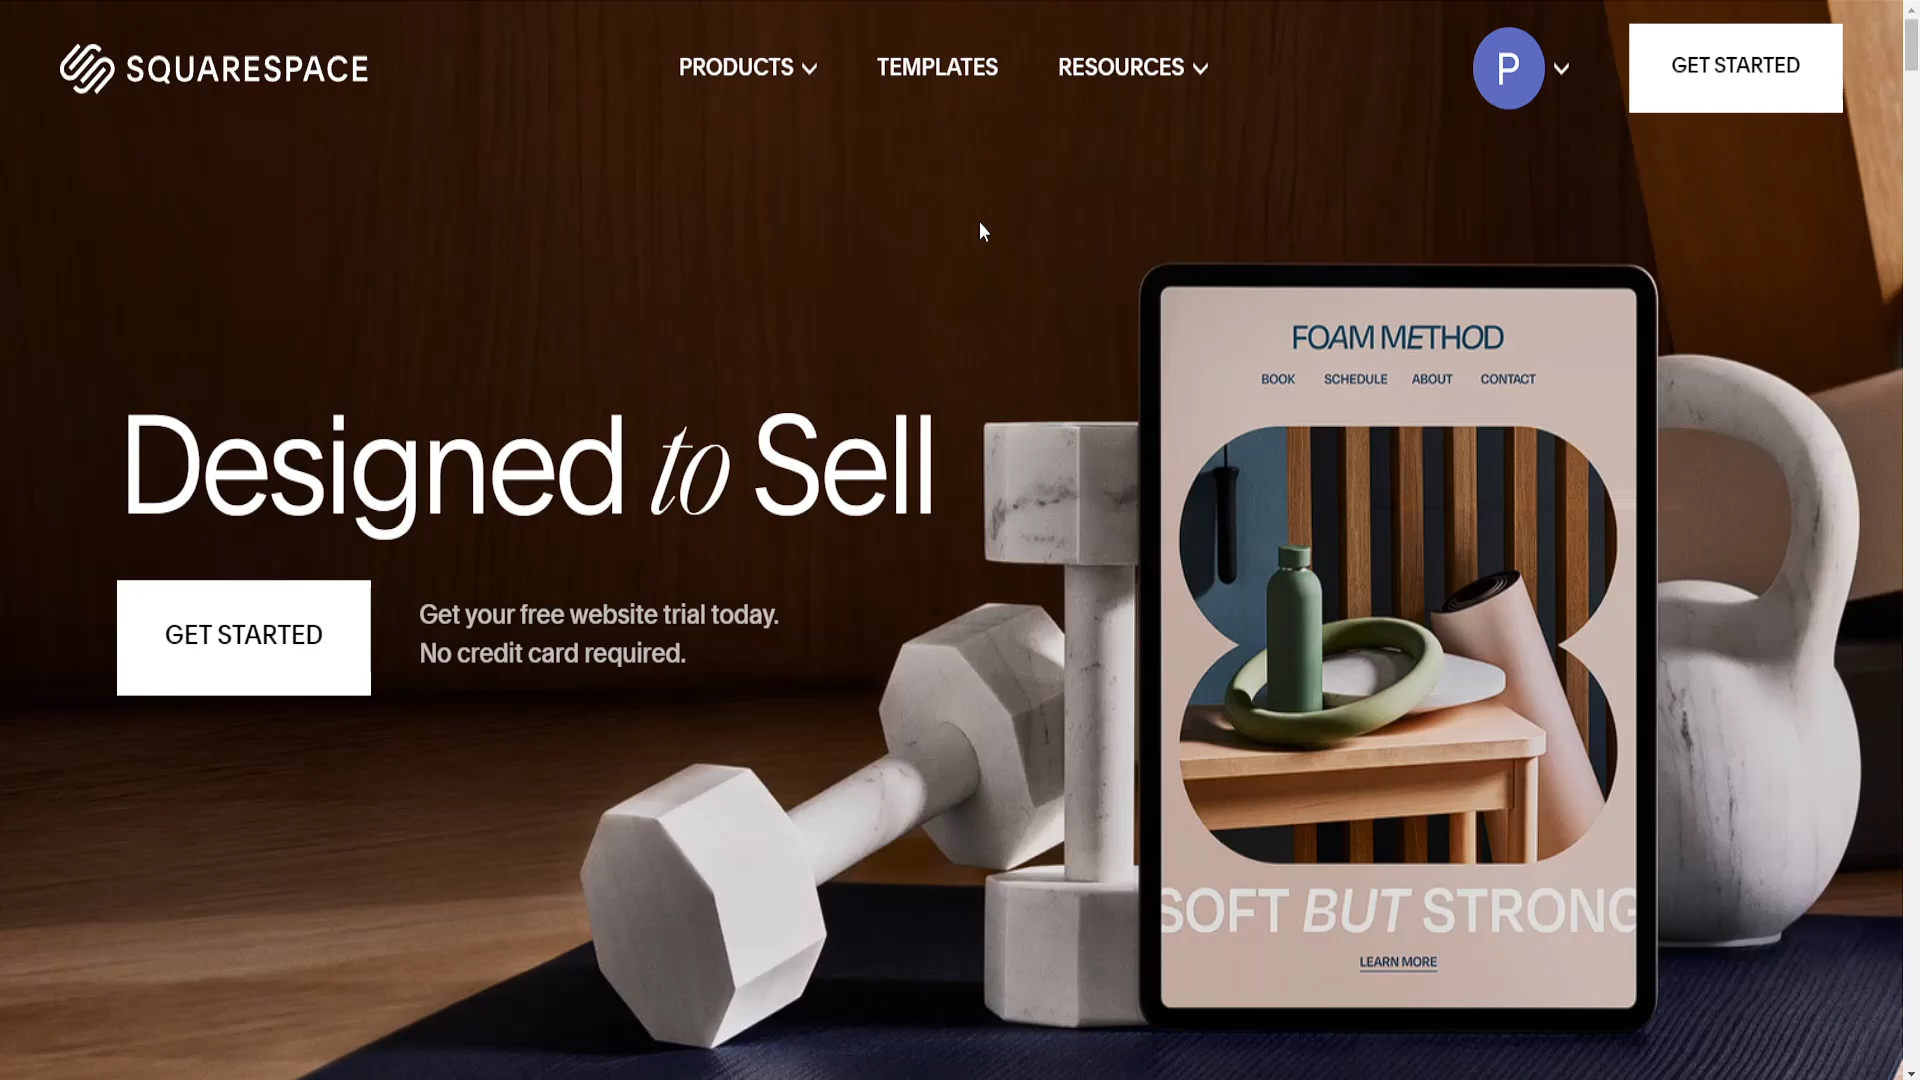 SQUARESPACE
PRODUCTS
TEMPLATES
RESOURCES
P
GET STARTED
Designed to Sell
GET STARTED
Get your free website trial today.
No credit card required.
FOAM METHOD
BOOK SCHEDULE ABOUT CONTACT
SOFT BUT STRONG
LEARN MORE